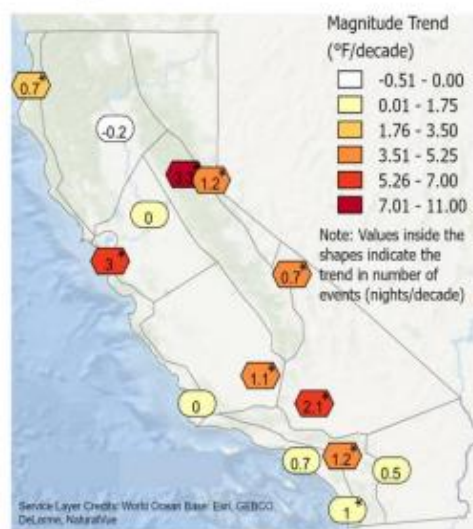 Magnitude Trend
(°F/decade)
-0.51 - 0.00
0.01 - 1.75
1.76 - 3.50
3.51 - 5.25
5.26 - 7.00
7.01 - 11.00
Note: Values inside the
shapes indicate the
trend in number of
events (nights/decade)
0.7*
-0.2
1.2*
0
3*
0.7*
1.1*
2.1*
0
0.7
1.2*
0.5
1*
Service Layer Credits: World Ocean Base: Esri, GEBCO,
DeLorme, NaturalVue